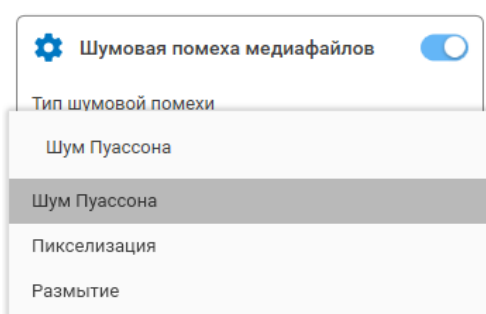 Шумовая помеха медиафайлов
Тип шумовой помехи
Шум Пуассона
Шум Пуассона
Пикселизация
Размытие